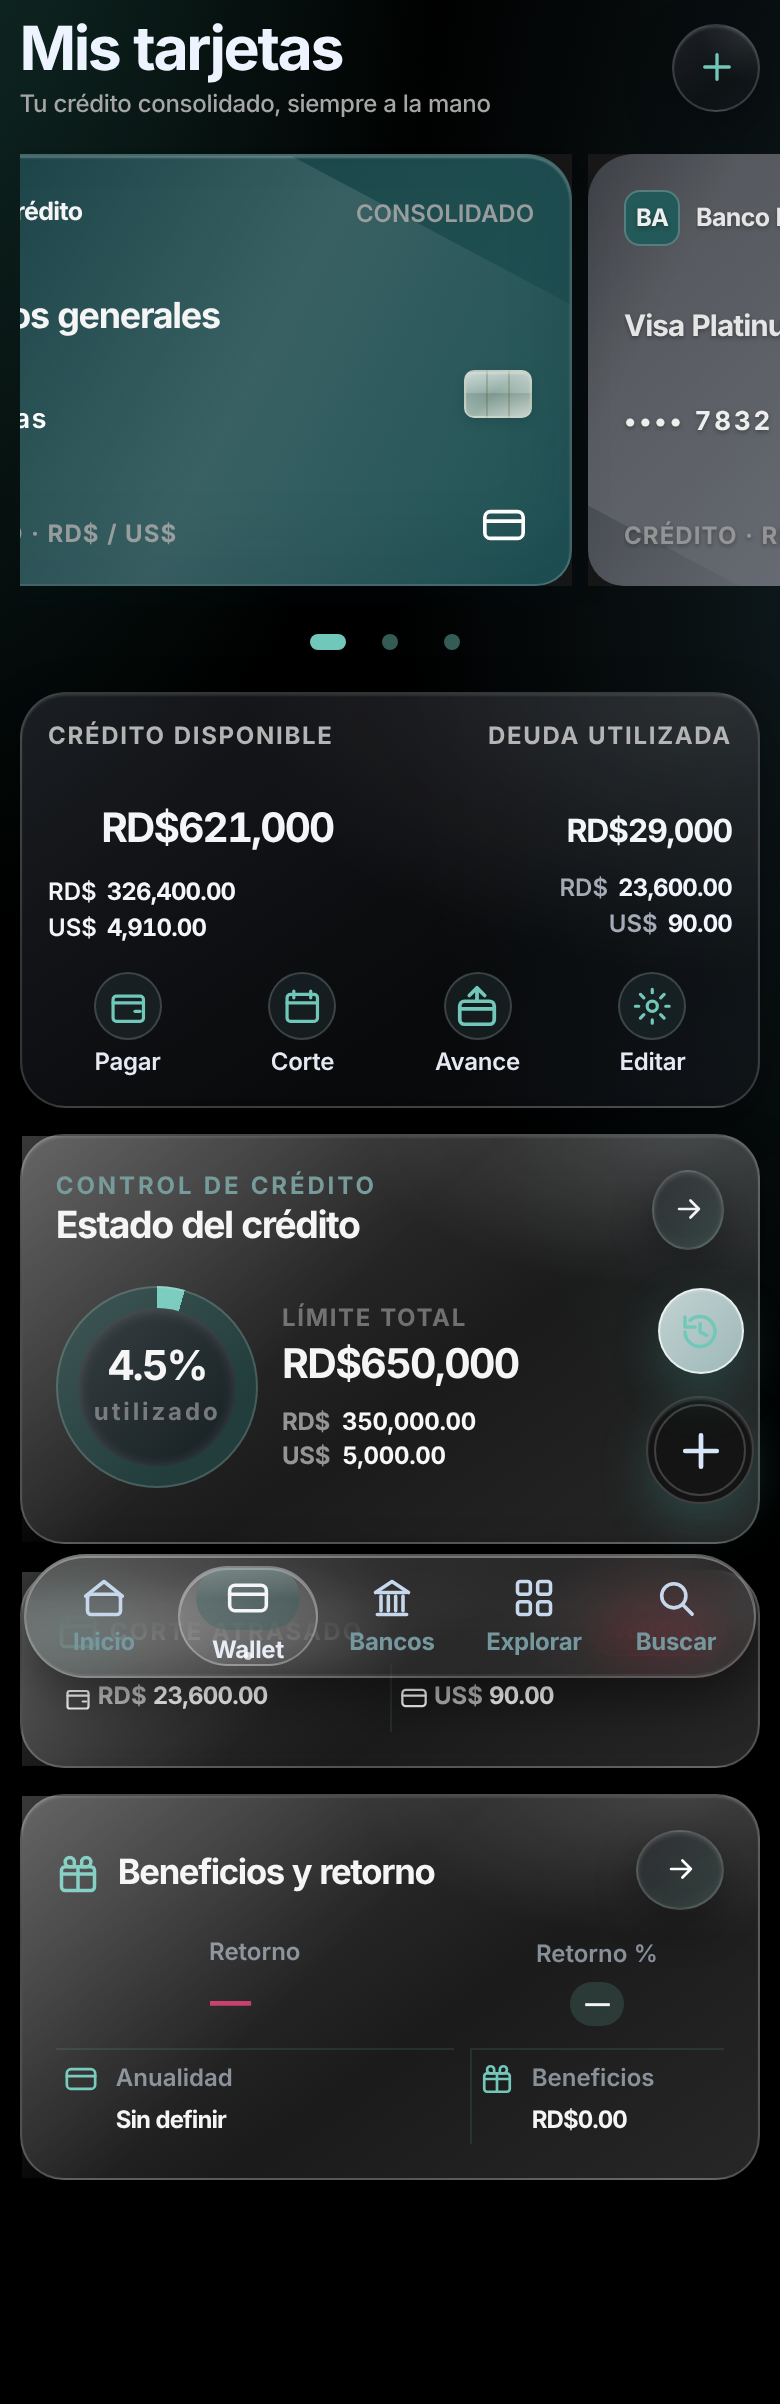 Mis tarjetas
Tu crédito consolidado, siempre a la mano
rédito
CONSOLIDADO
os generales
as
· RD$ / US$
BA Banco
Visa Platinu
•••• 7832
CRÉDITO · R
CRÉDITO DISPONIBLE
DEUDA UTILIZADA
RD$621,000
RD$29,000
RD$ 326,400.00
RD$ 23,600.00
US$ 4,910.00
US$ 90.00
Pagar
Corte
Avance
Editar
CONTROL DE CRÉDITO
Estado del crédito
4.5%
utilizado
LÍMITE TOTAL
RD$650,000
RD$ 350,000.00
US$ 5,000.00
CORTE ATRASADO
Inicio
Wallet
Bancos
Explorar
Buscar
RD$ 23,600.00
US$ 90.00
Beneficios y retorno
Retorno
Retorno %
—
—
Anualidad
Sin definir
Beneficios
RD$0.00